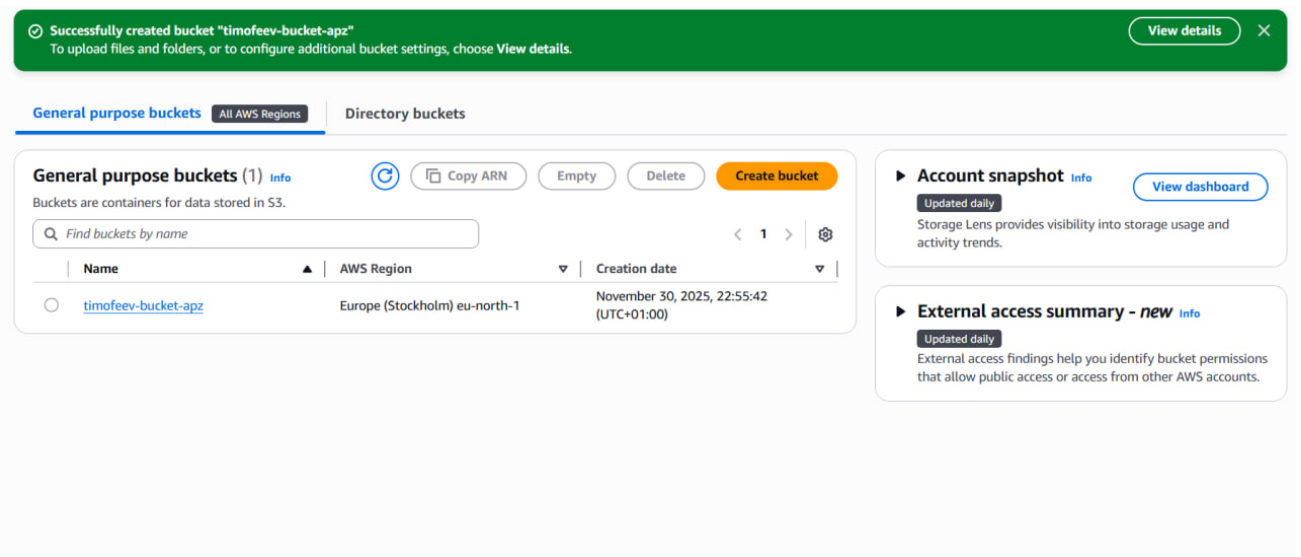 Successfully created bucket "timofeev-bucket-apz"
To upload files and folders, or to configure additional bucket settings, choose View details.
View details
General purpose buckets All AWS Regions
Directory buckets
General purpose buckets (1) Info
Copy ARN
Empty
Delete
Create bucket
Buckets are containers for data stored in S3.
Find buckets by name
1
Name
AWS Region
Creation date
timofeev-bucket-apz
Europe (Stockholm) eu-north-1
November 30, 2025, 22:55:42
(UTC+01:00)
Account snapshot Info
View dashboard
Updated daily
Storage Lens provides visibility into storage usage and
activity trends.
External access summary - new Info
Updated daily
External access findings help you identify bucket permissions
that allow public access or access from other AWS accounts.